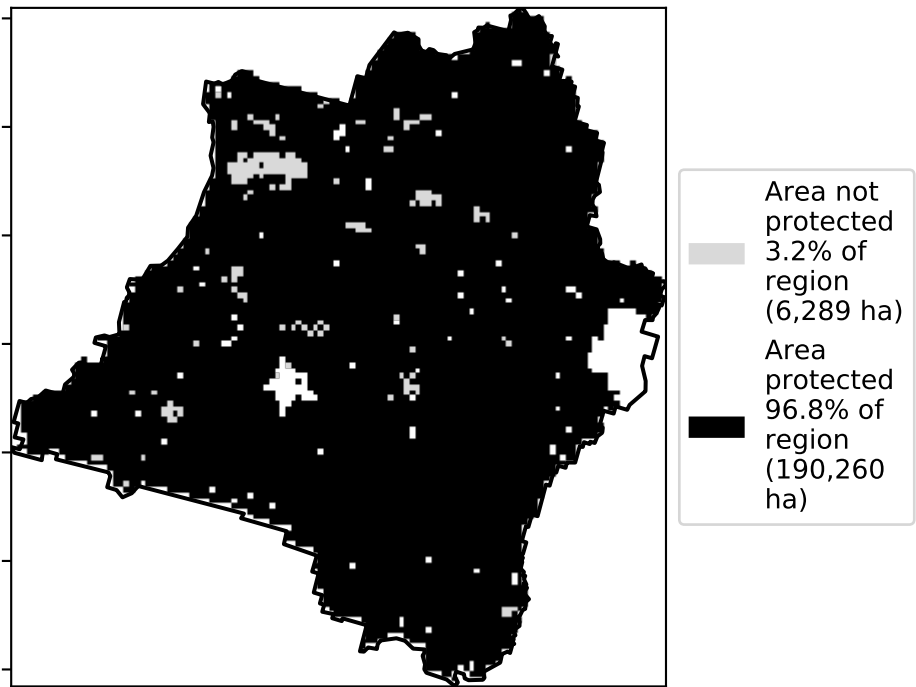 Area not
protected
3.2% of
region
(6,289 ha)
Area
protected
96.8% of
region
(190,260
ha)